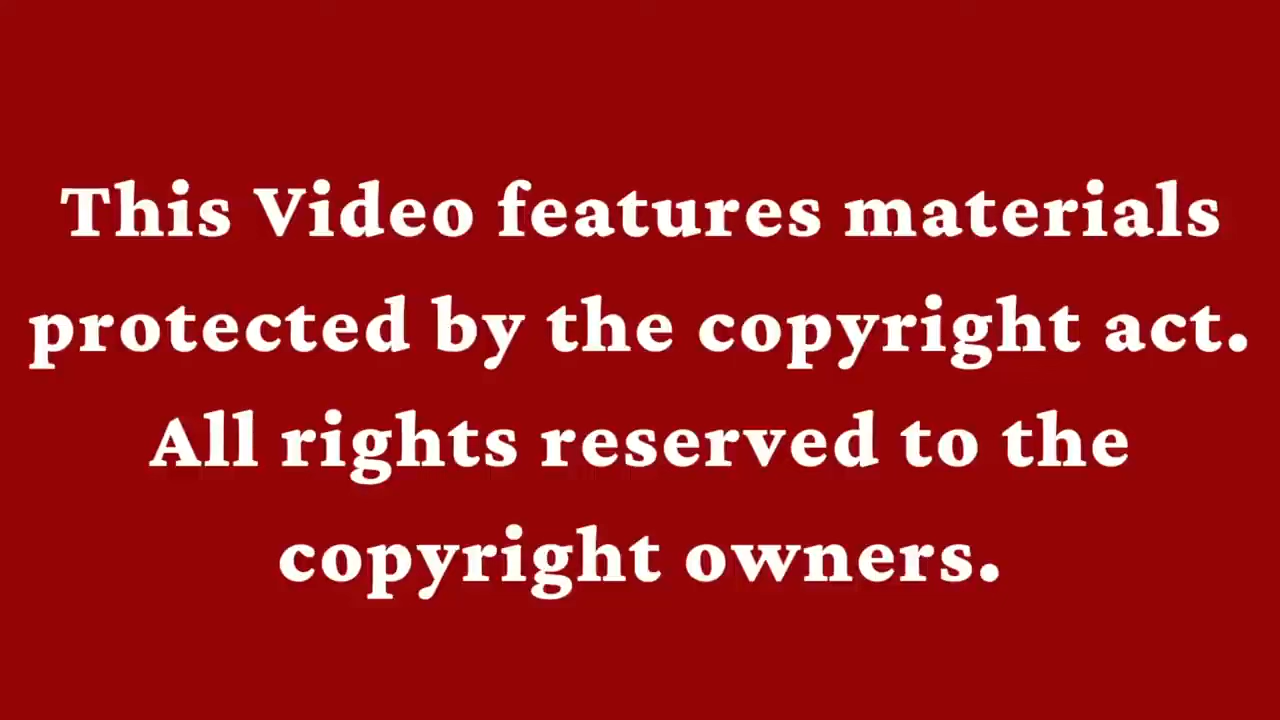 This Video features materials
protected by the copyright act.
All rights reserved to the
copyright owners.